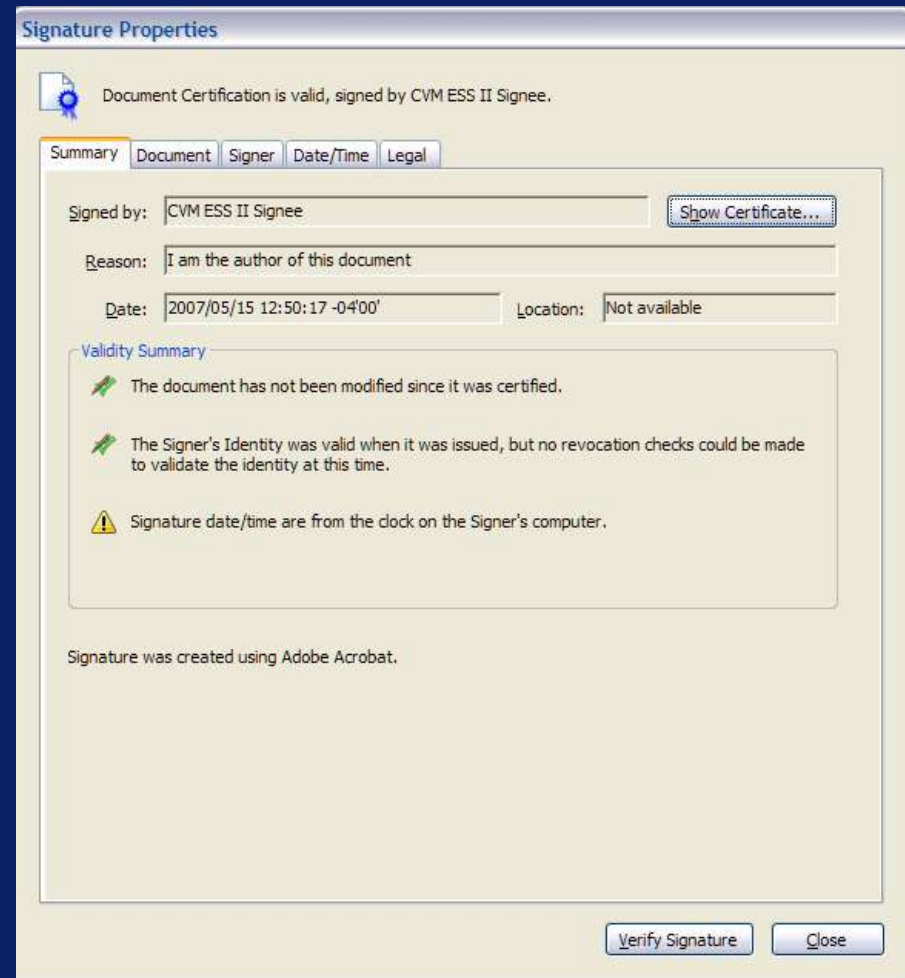 Signature Properties
Document Certification is valid, signed by CVM ESS II Signee.
Summary Document Signer Date/Time Legal
Signed by: CVM ESS II Signee Show Certificate...
Reason: I am the author of this document
Date: 2007/05/15 12:50:17 -04'00' Location: Not available
Validity Summary
The document has not been modified since it was certified.
The Signer's Identity was valid when it was issued, but no revocation checks could be made
to validate the identity at this time.
Signature date/time are from the clock on the Signer's computer.
Signature was created using Adobe Acrobat.
Verify Signature Close